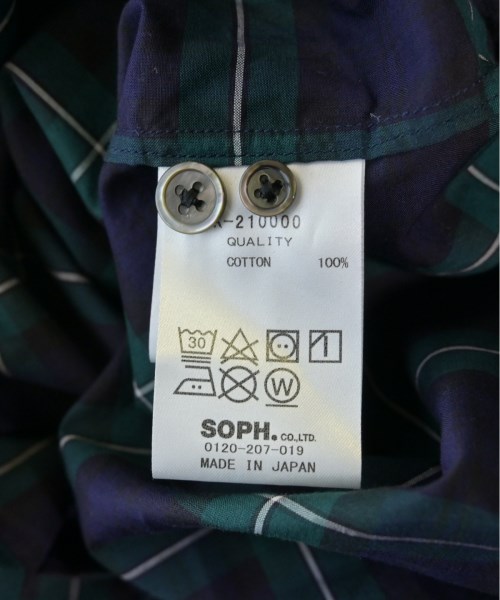 -210000
QUALITY
COTTON 100%
30
W
SOPH. CO.,LTD.
0120-207-019
MADE IN JAPAN